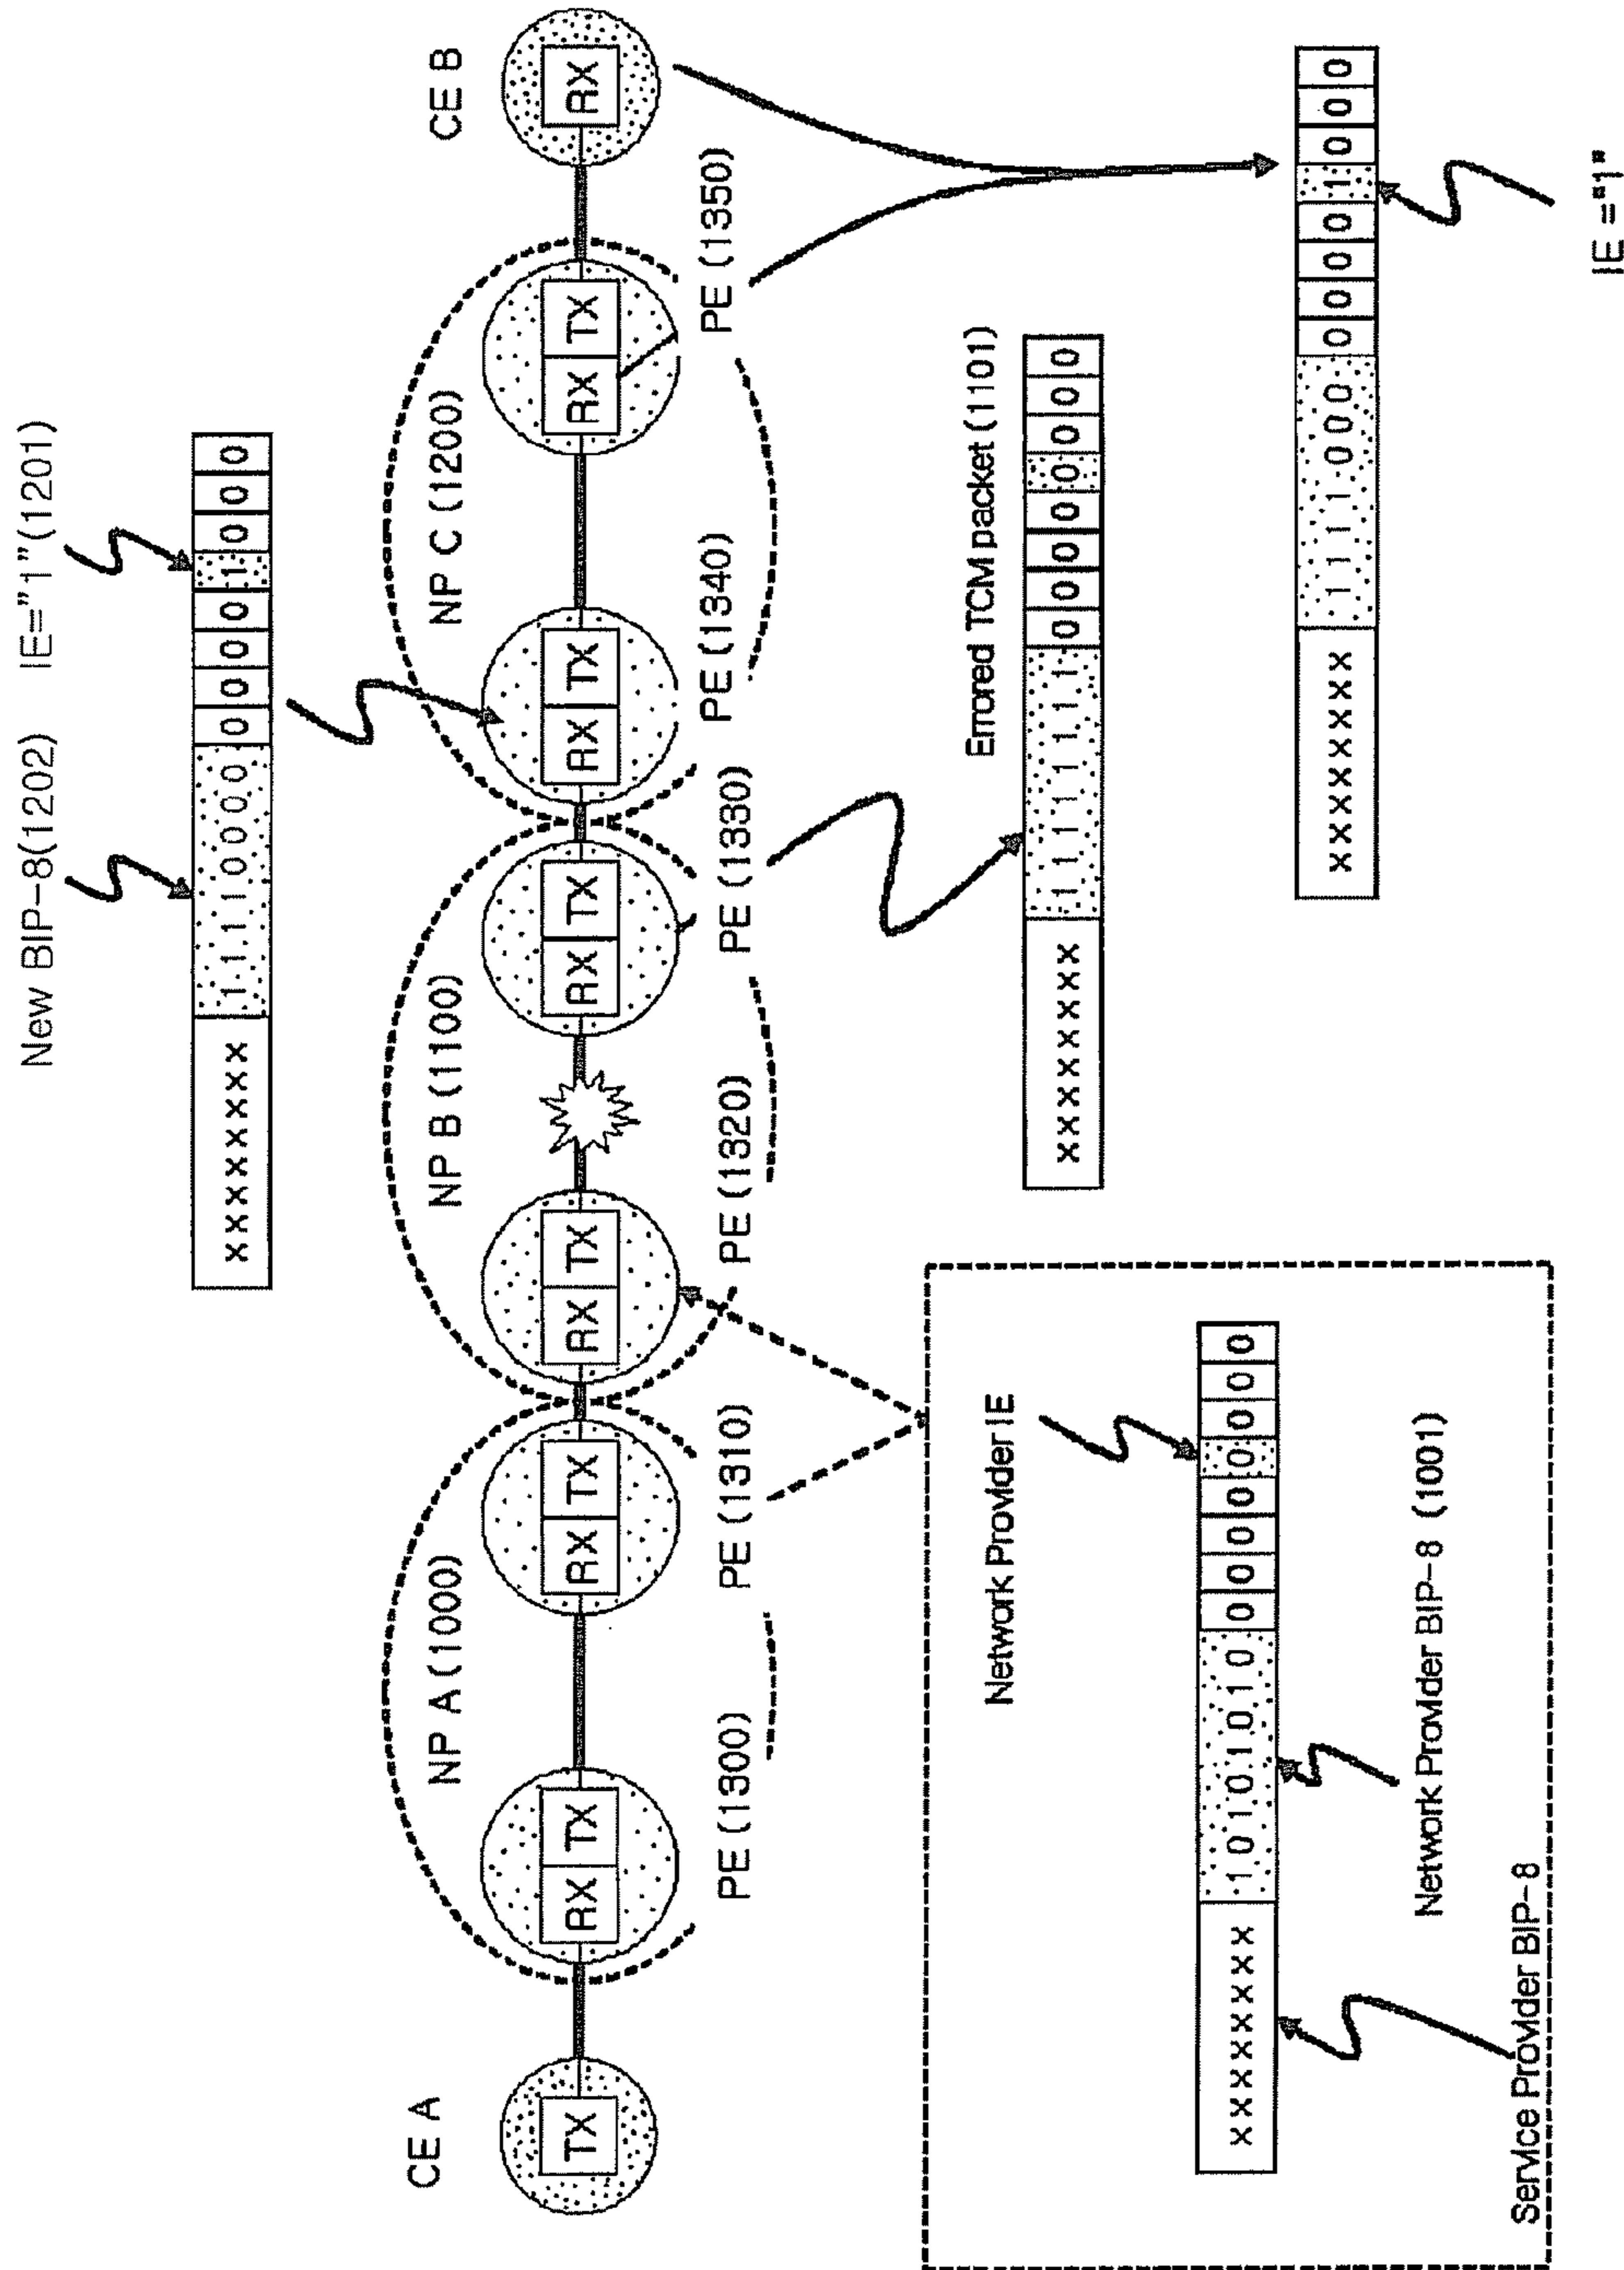 New BIP-8(1202) IE="1"(1201)
xxxxxxxx 11110000 0 0 0 0 1 0 0 0
NP A (1000) NP B (1100) NP C (1200)
CE A CE B
TX RX TX RX TX RX TX RX TX RX TX RX TX RX
PE (1300) PE (1310) PE (1320) PE (1330) PE (1340) PE (1350)
Network Provider IE
10101010 0 0 0 0 0 0 0 0
xxxxxxxx
Network Provider BIP-8 (1001)
Service Provider BIP-8
Errored TCM packet (1101)
xxxxxxxx 11111111 0 0 0 0 0 0 0 0
xxxxxxxx 1111000 0 0 0 0 1 0 0 0
IE ="1"